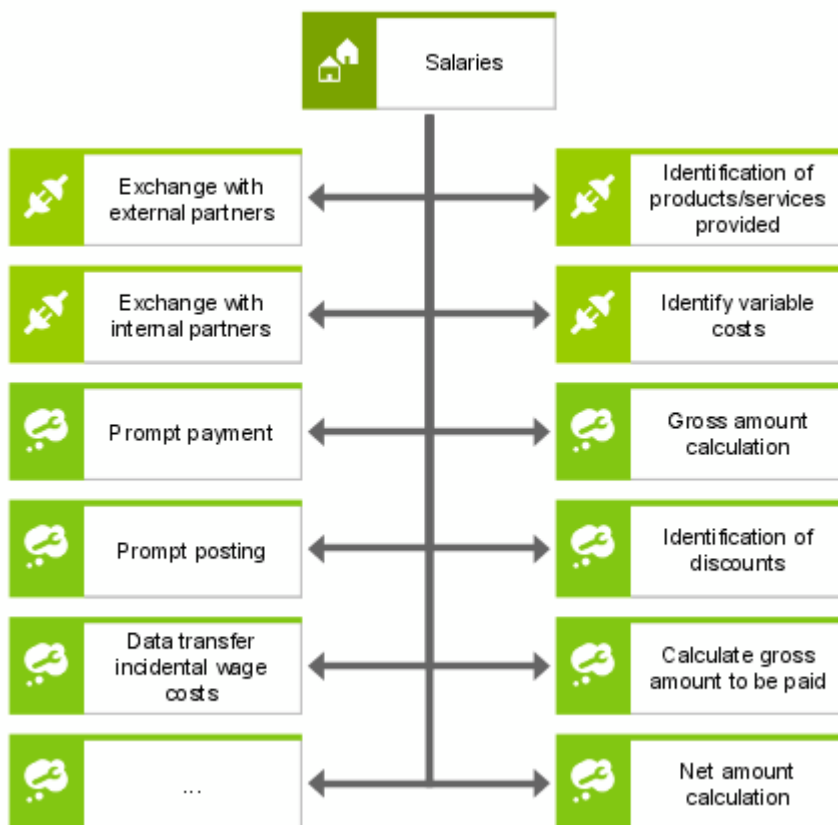 Salaries
Exchange with
external partners
Identification of
products/services
provided
Exchange with
internal partners
Identify variable
costs
Prompt payment
Gross amount
calculation
Prompt posting
Identification of
discounts
Data transfer
incidental wage
costs
Calculate gross
amount to be paid
...
Net amount
calculation